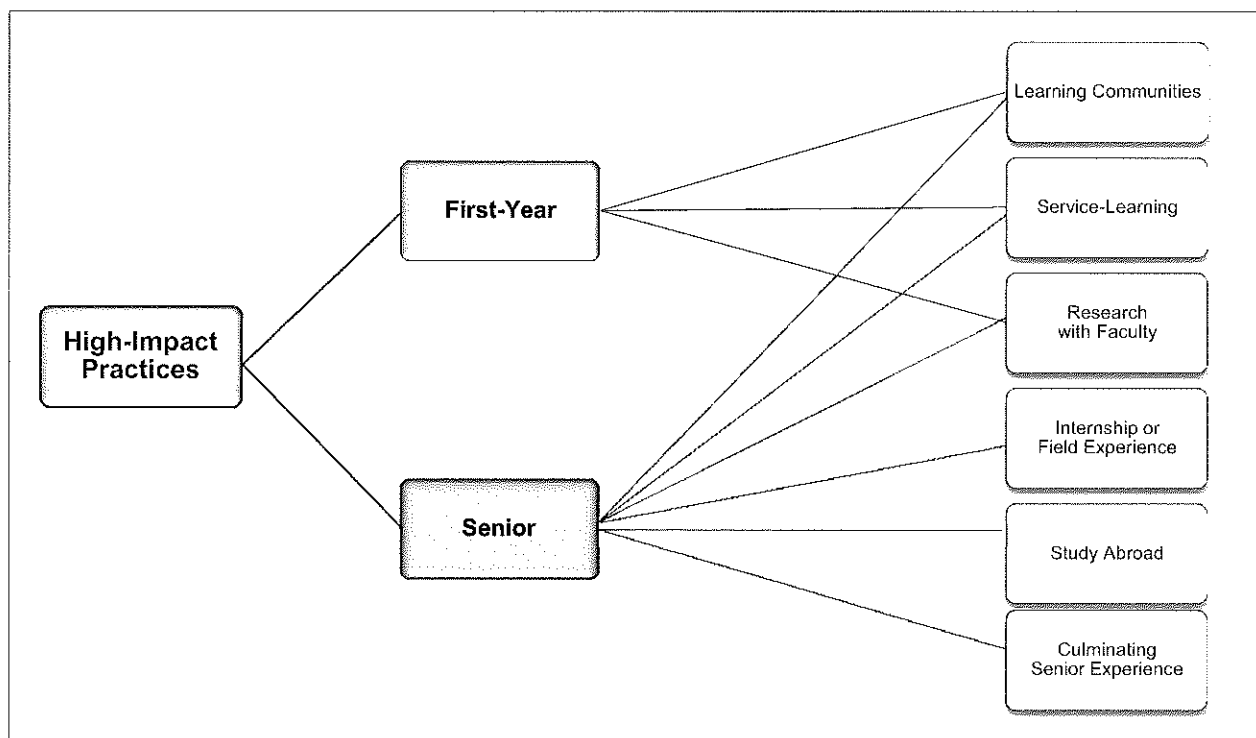 High-Impact
Practices
First-Year
Senior
Learning Communities
Service-Learning
Research
with Faculty
Internship or
Field Experience
Study Abroad
Culminating
Senior Experience